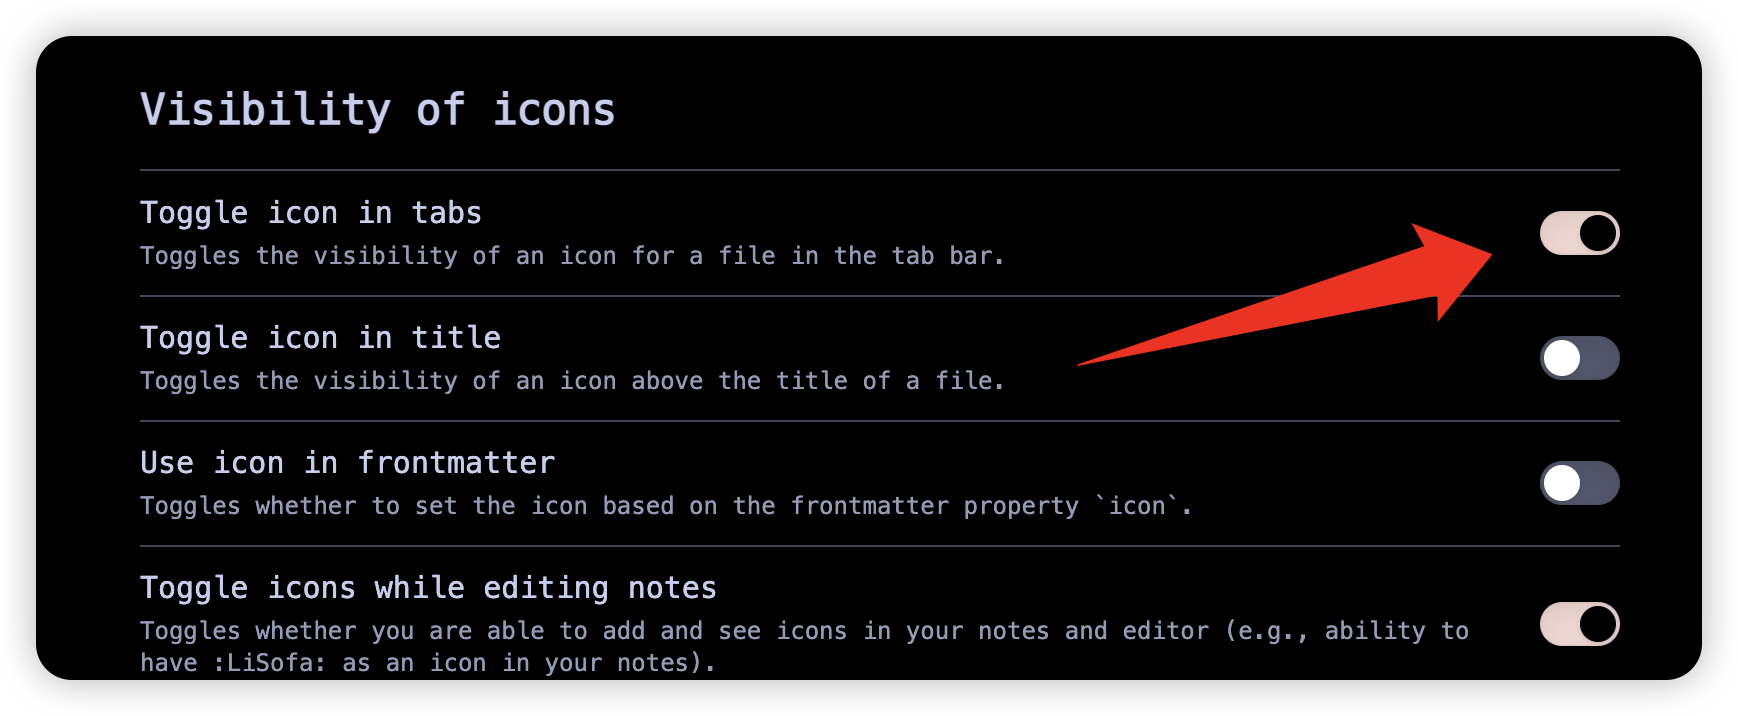 Visibility of icons
Toggle icon in tabs
Toggles the visibility of an icon for a file in the tab bar.
Toggle icon in title
Toggles the visibility of an icon above the title of a file.
Use icon in frontmatter
Toggles whether to set the icon based on the frontmatter property `icon`.
Toggle icons while editing notes
Toggles whether you are able to add and see icons in your notes and editor (e.g., ability to
have :LiSofa: as an icon in your notes).